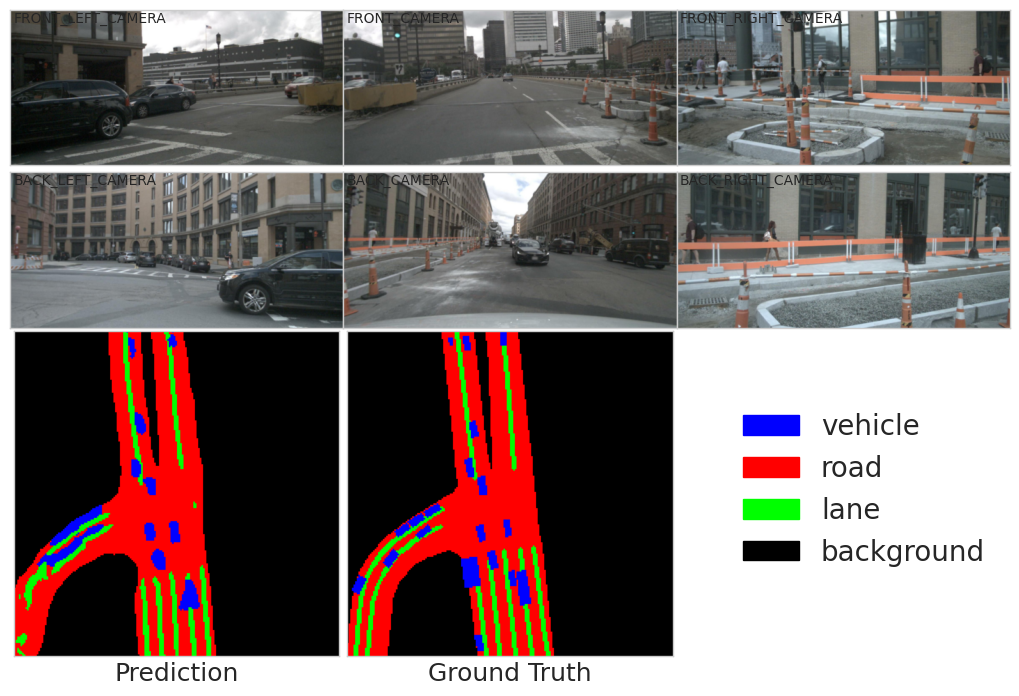 FRONT_LEFT_CAMERA
FRONT_CAMERA
FRONT_RIGHT_CAMERA
BACK_LEFT_CAMERA
BACK_CAMERA
BACK_RIGHT_CAMERA
vehicle
road
lane
background
Prediction
Ground Truth